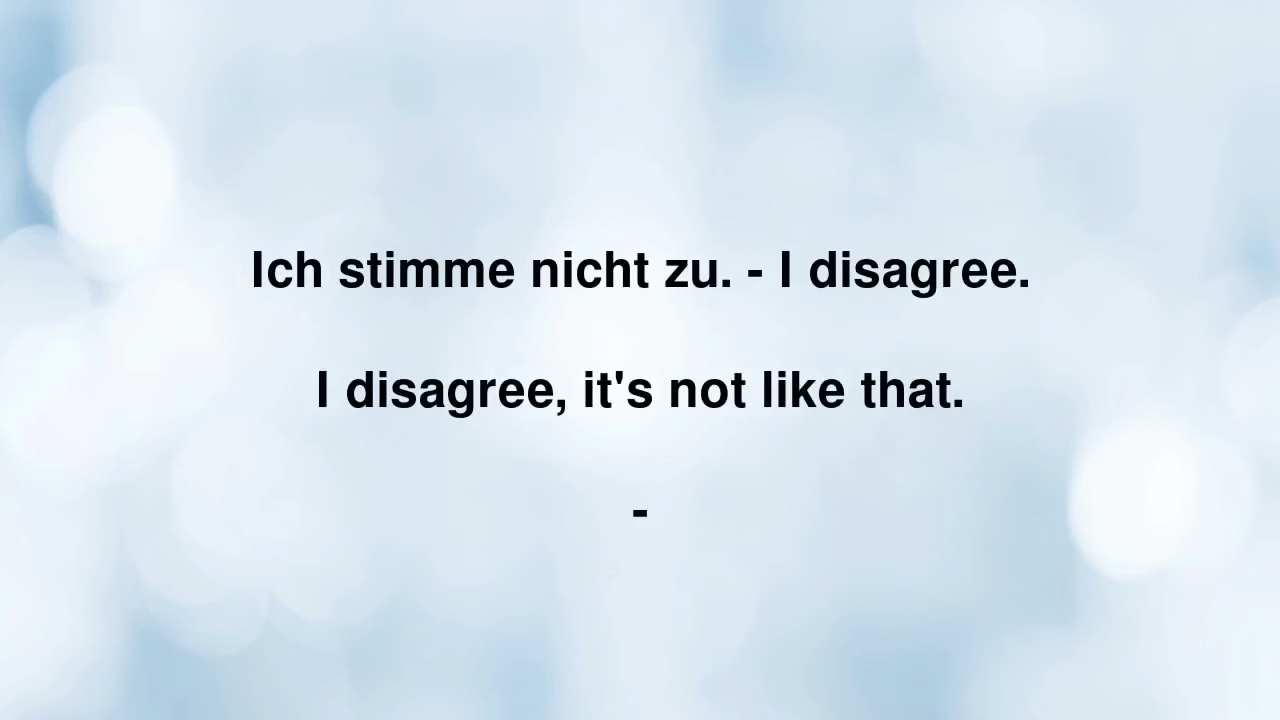 Ich stimme nicht zu. - I disagree.
I disagree, it's not like that.
-